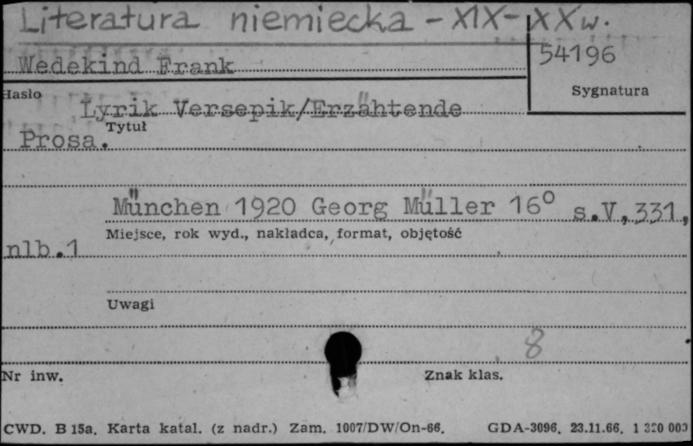 Literatura niemiecka - XIX-XX w.
54196
Wedekind Frank
Hasło
Sygnatura
Lyrik Versepik/Erzähtende
Tytuł
Prosa.
München 1920 Georg Müller 16° s.V,331,
Miejsce, rok wyd., nakładca, format, objętość
nlb.1
Uwagi
8
Nr inw.
Znak klas.
CWD. B 15a. Karta katal. (z nadr.) Zam. 1007/DW/On-66. GDA-3096. 23.11.66. 1 320 000